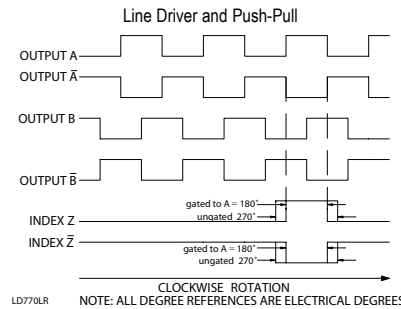 Line Driver and Push-Pull
OUTPUT A
OUTPUT A̅
OUTPUT B
OUTPUT B̅
gated to A = 180°
ungated 270°
INDEX Z
INDEX Z̅
gated to A = 180°
ungated 270°
CLOCKWISE ROTATION
LD770LR
NOTE: ALL DEGREE REFERENCES ARE ELECTRICAL DEGREES